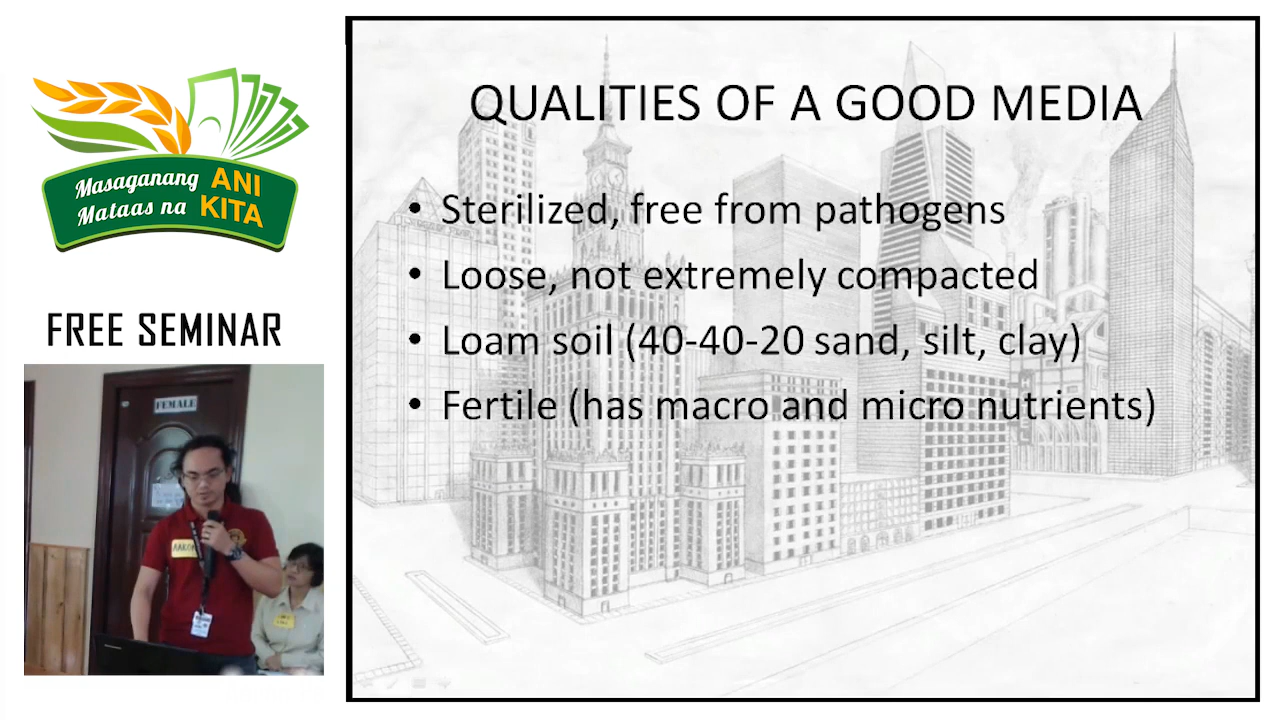 Masaganang ANI
Mataas na KITA
FREE SEMINAR
FEMALE
QUALITIES OF A GOOD MEDIA
• Sterilized, free from pathogens
• Loose, not extremely compacted
• Loam soil (40-40-20 sand, silt, clay)
• Fertile (has macro and micro nutrients)